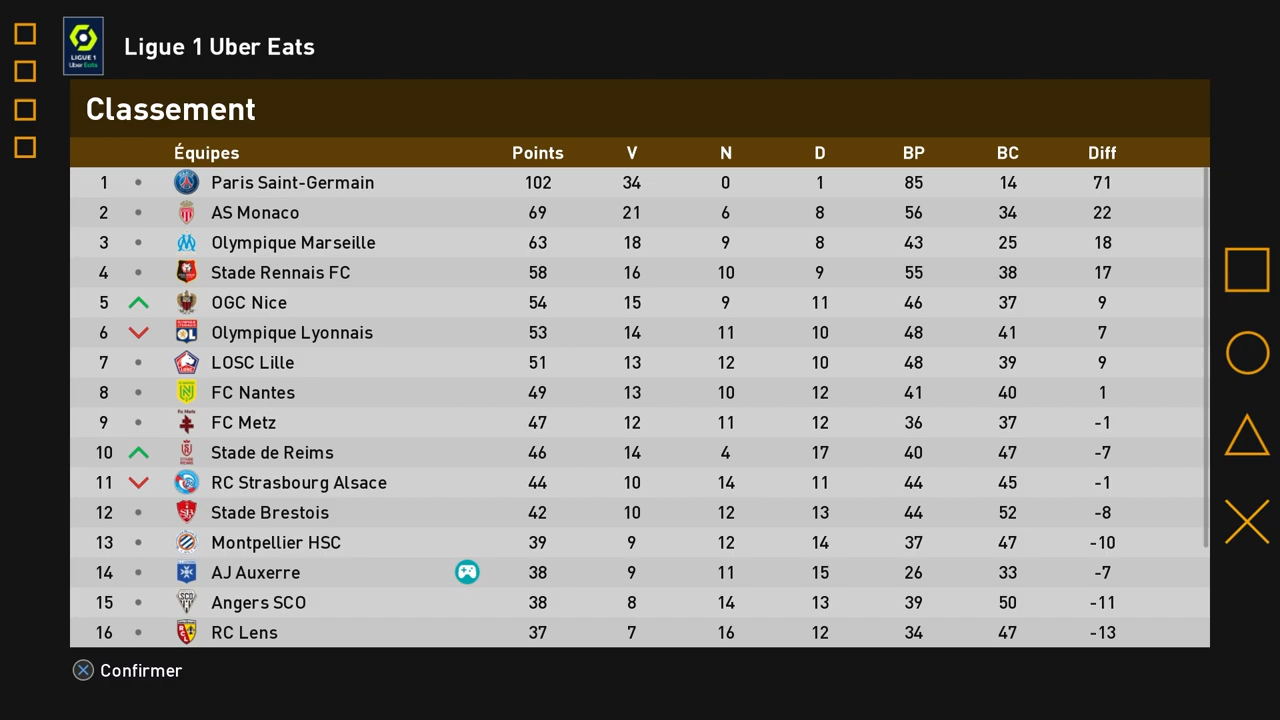 LIGUE 1
Uber Eats
Ligue 1 Uber Eats
Classement
Équipes Points V N D BP BC Diff
1 Paris Saint-Germain 102 34 0 1 85 14 71
2 AS Monaco 69 21 6 8 56 34 22
3 Olympique Marseille 63 18 9 8 43 25 18
4 Stade Rennais FC 58 16 10 9 55 38 17
5 OGC Nice 54 15 9 11 46 37 9
6 Olympique Lyonnais 53 14 11 10 48 41 7
7 LOSC Lille 51 13 12 10 48 39 9
8 FC Nantes 49 13 10 12 41 40 1
9 FC Metz 47 12 11 12 36 37 -1
10 Stade de Reims 46 14 4 17 40 47 -7
11 RC Strasbourg Alsace 44 10 14 11 44 45 -1
12 Stade Brestois 42 10 12 13 44 52 -8
13 Montpellier HSC 39 9 12 14 37 47 -10
14 AJ Auxerre 38 9 11 15 26 33 -7
15 Angers SCO 38 8 14 13 39 50 -11
16 RC Lens 37 7 16 12 34 47 -13
Confirmer